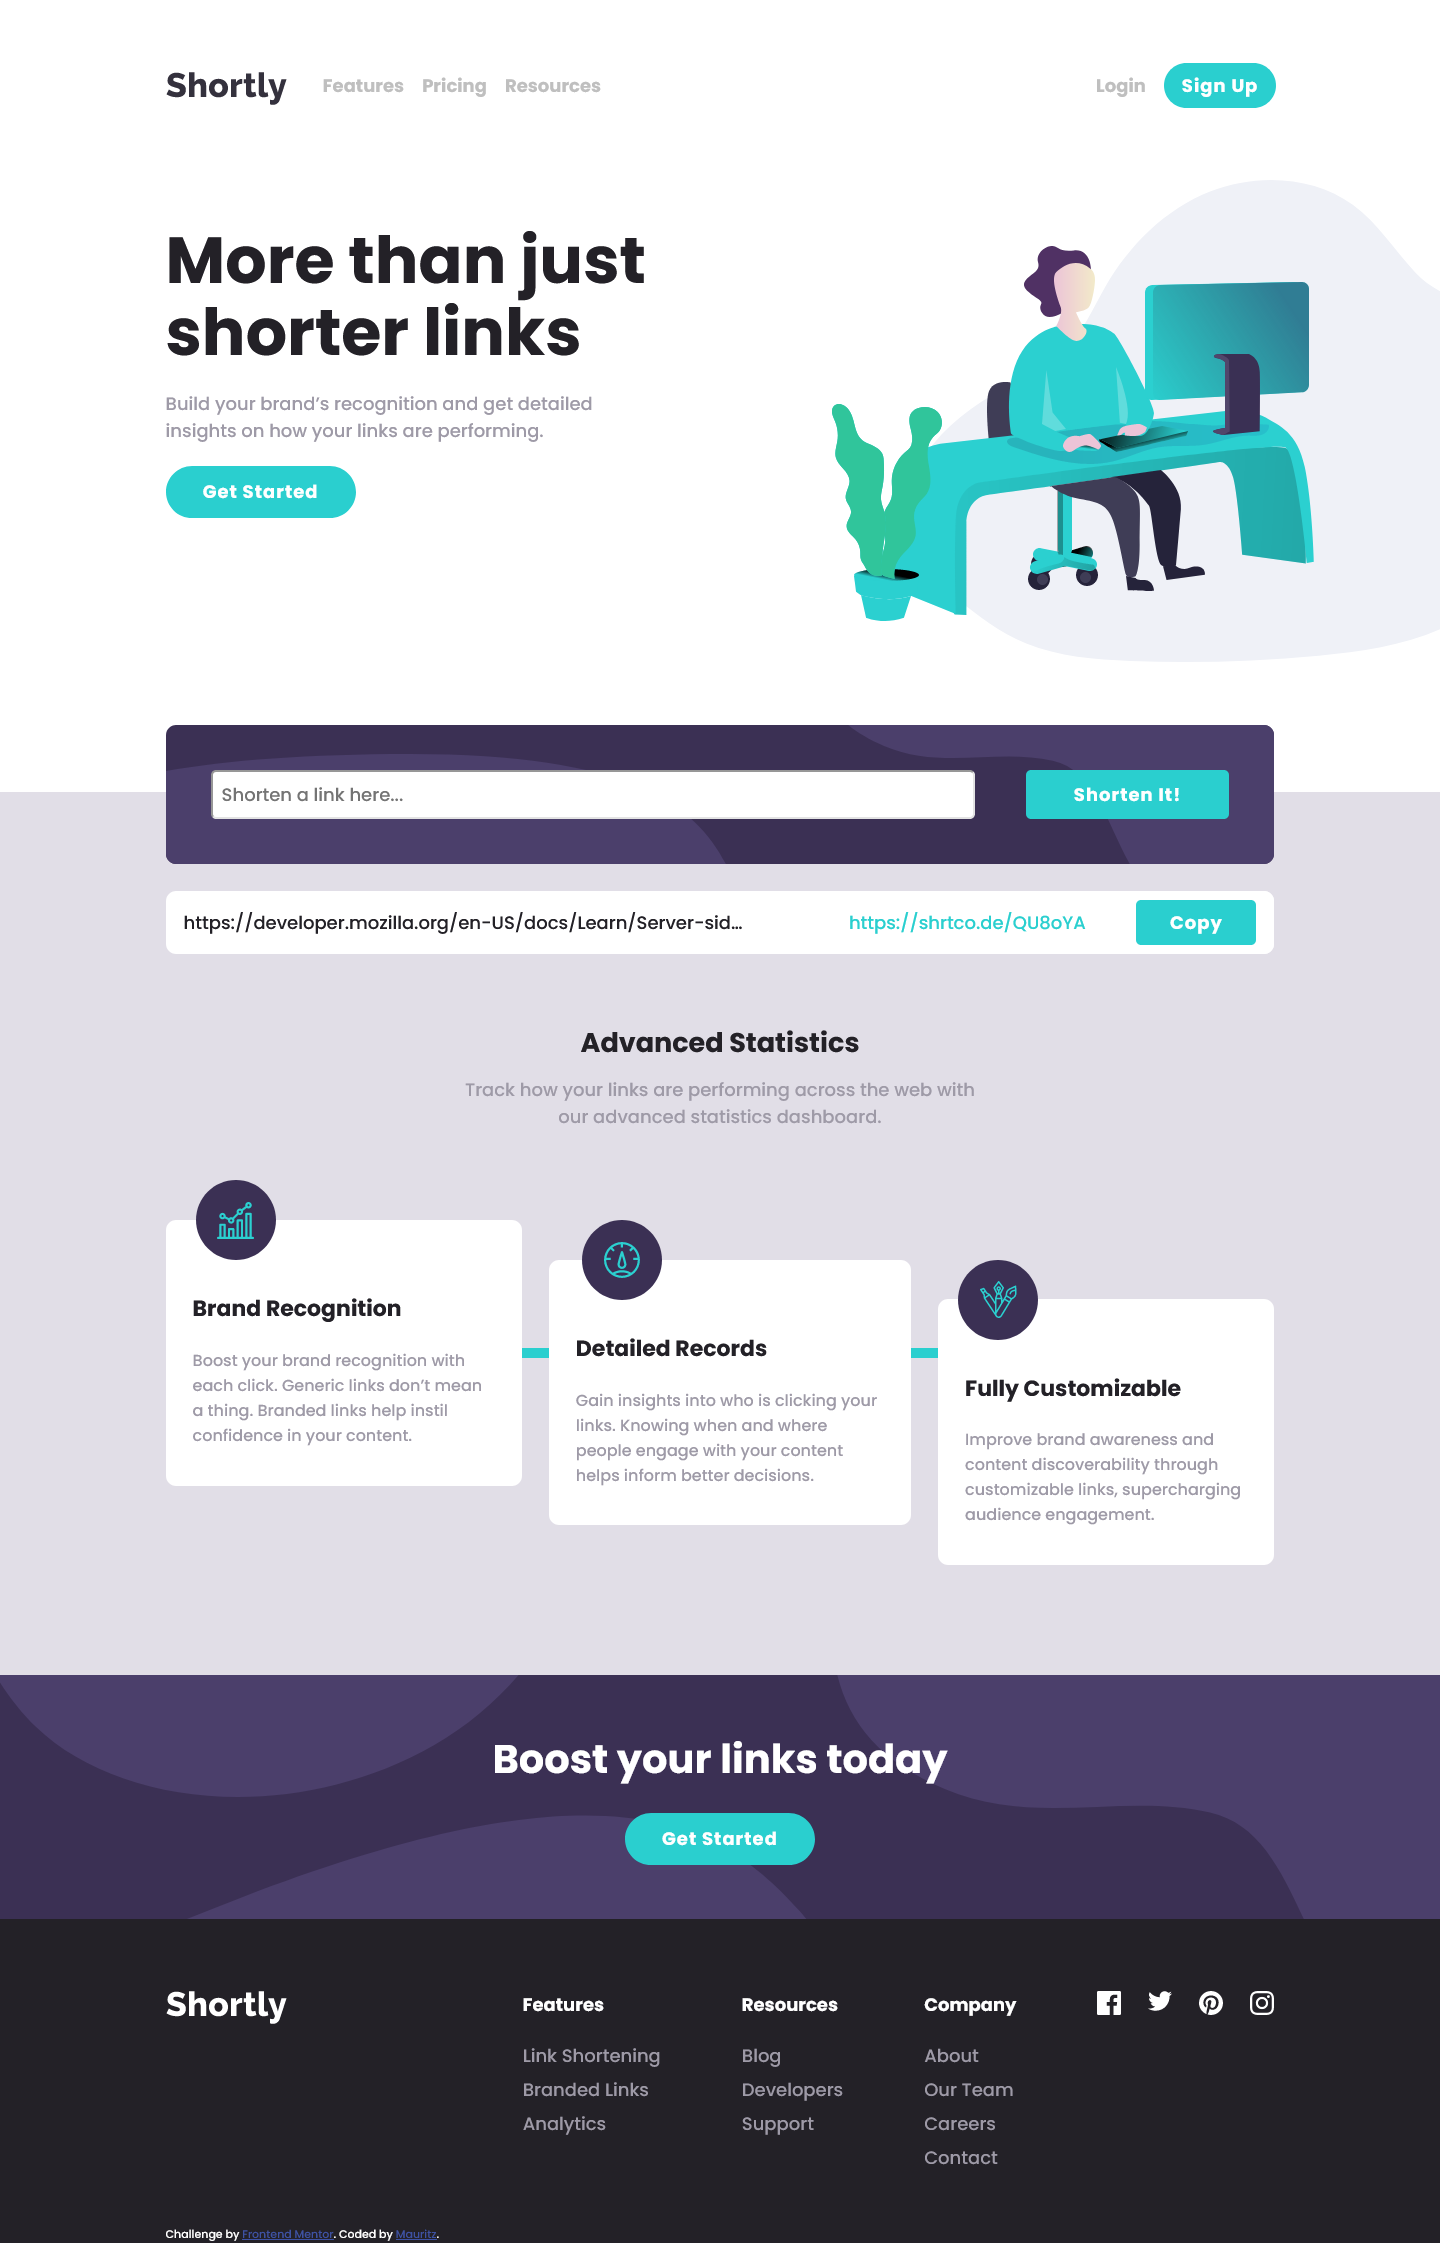 Shortly
Features Pricing Resources
Login
Sign Up
More than just
shorter links
Build your brand’s recognition and get detailed
insights on how your links are performing.
Get Started
Shorten a link here...
Shorten It!
https://developer.mozilla.org/en-US/docs/Learn/Server-sid...
https://shrtco.de/QU8oYA
Copy
Advanced Statistics
Track how your links are performing across the web with
our advanced statistics dashboard.
Brand Recognition
Boost your brand recognition with
each click. Generic links don’t mean
a thing. Branded links help instil
confidence in your content.
Detailed Records
Gain insights into who is clicking your
links. Knowing when and where
people engage with your content
helps inform better decisions.
Fully Customizable
Improve brand awareness and
content discoverability through
customizable links, supercharging
audience engagement.
Boost your links today
Get Started
Shortly
Features
Link Shortening
Branded Links
Analytics
Resources
Blog
Developers
Support
Company
About
Our Team
Careers
Contact
Challenge by Frontend Mentor. Coded by Mauritz.